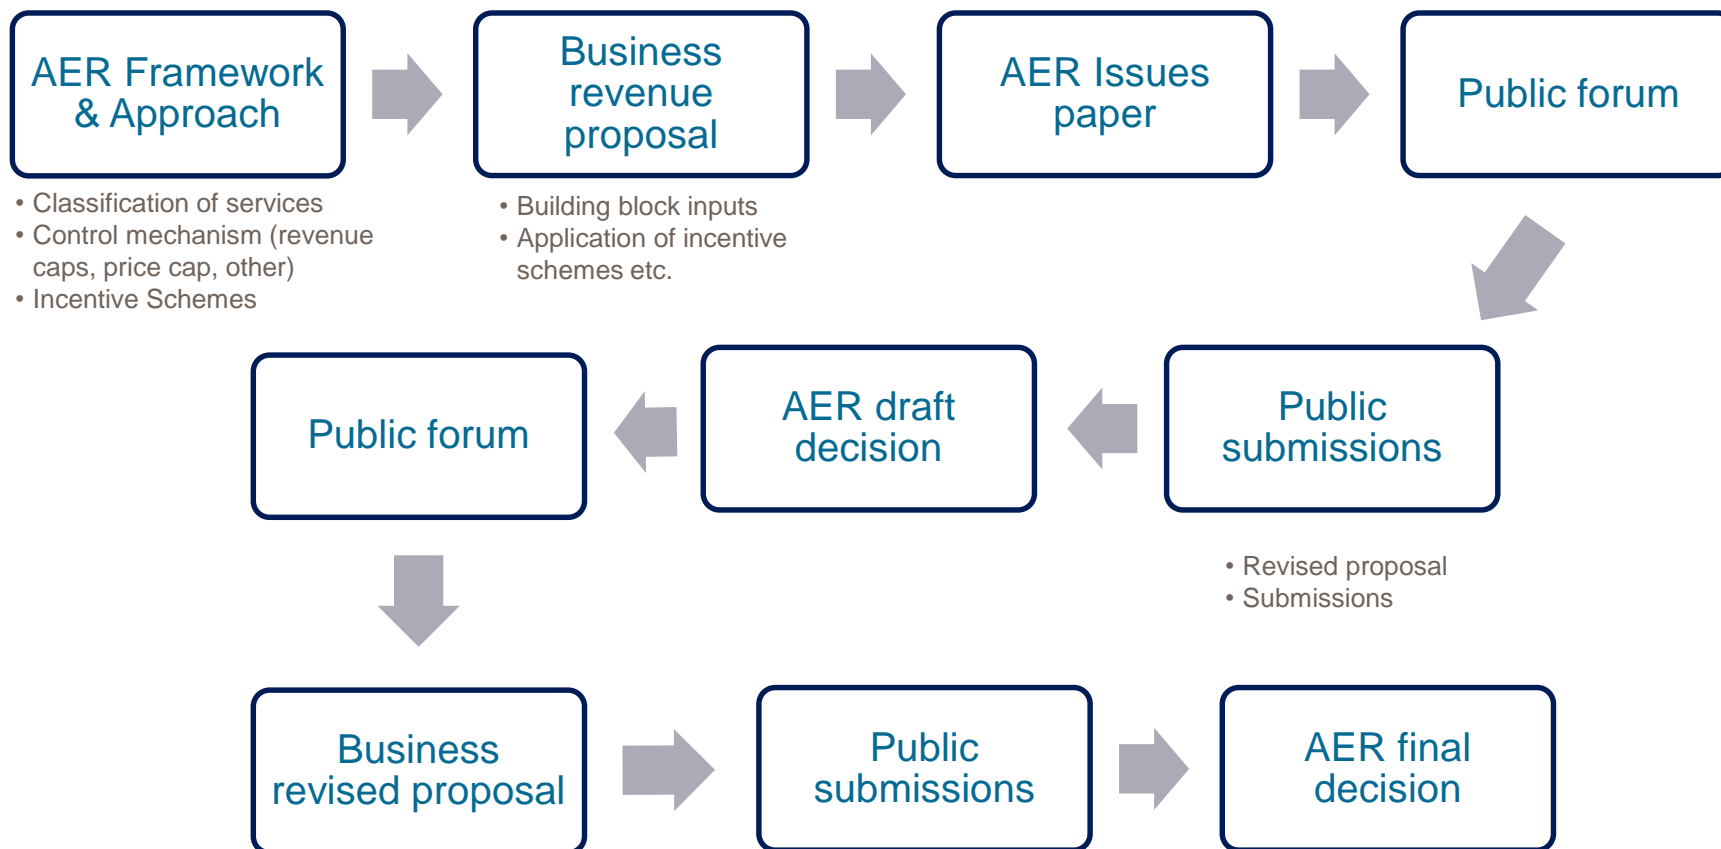 AER Framework
& Approach
Business
revenue
proposal
AER Issues
paper
Public forum
• Classification of services
• Control mechanism (revenue
caps, price cap, other)
• Incentive Schemes
• Building block inputs
• Application of incentive
schemes etc.
Public
submissions
AER draft
decision
Public forum
• Revised proposal
• Submissions
Business
revised proposal
Public
submissions
AER final
decision